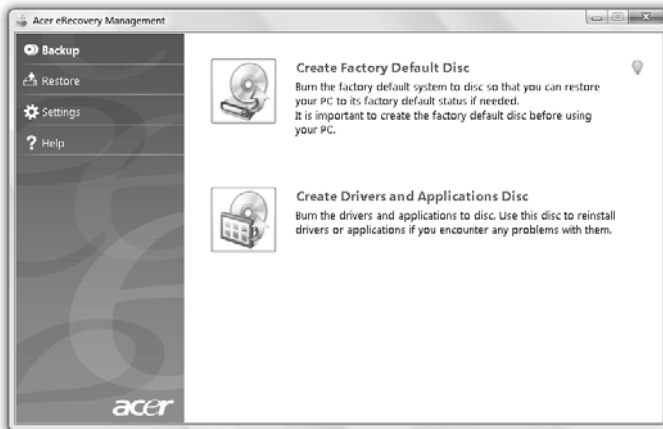 Acer eRecovery Management
Backup
Restore
Settings
? Help
Create Factory Default Disc
Burn the factory default system to disc so that you can restore
your PC to its factory default status if needed.
It is important to create the factory default disc before using
your PC.
Create Drivers and Applications Disc
Burn the drivers and applications to disc. Use this disc to reinstall
drivers or applications if you encounter any problems with them.
acer